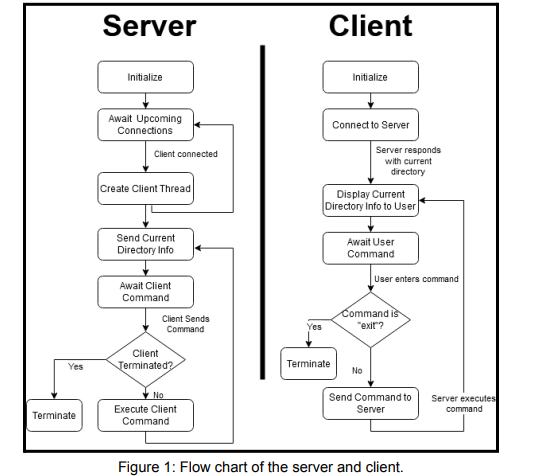 Server
Initialize
Await Upcoming
Connections
Client connected
Create Client Thread
Send Current
Directory Info
Await Client
Command
Client Sends
Command
Client
Terminated?
Yes
No
Terminate
Execute Client
Command
Client
Initialize
Connect to Server
Server responds
with current
directory
Display Current
Directory Info to User
Await User
Command
User enters command
Command is
"exit"?
Yes
Terminate
No
Send Command to
Server
Server executes
command
Figure 1: Flow chart of the server and client.